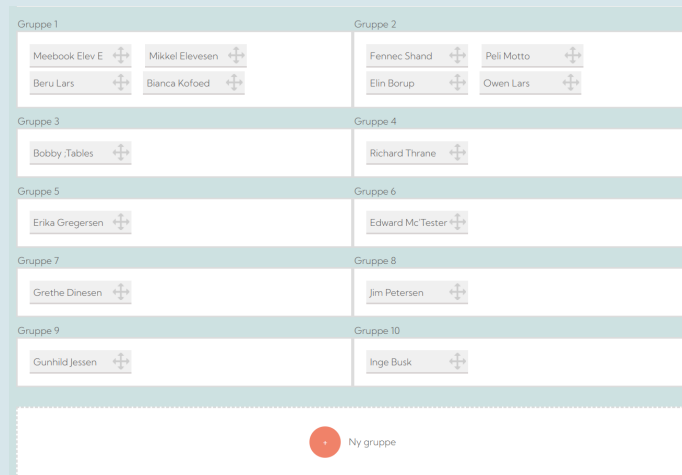 Gruppe 1
Gruppe 2
Meebook Elev E
Mikkel Elevesen
Fennec Shand
Peli Motto
Beru Lars
Bianca Kofoed
Elin Borup
Owen Lars
Gruppe 3
Gruppe 4
Bobby ;Tables
Richard Thrane
Gruppe 5
Gruppe 6
Erika Gregersen
Edward Mc'Tester
Gruppe 7
Gruppe 8
Grethe Dinesen
Jim Petersen
Gruppe 9
Gruppe 10
Gunhild Jessen
Inge Busk
+ Ny gruppe